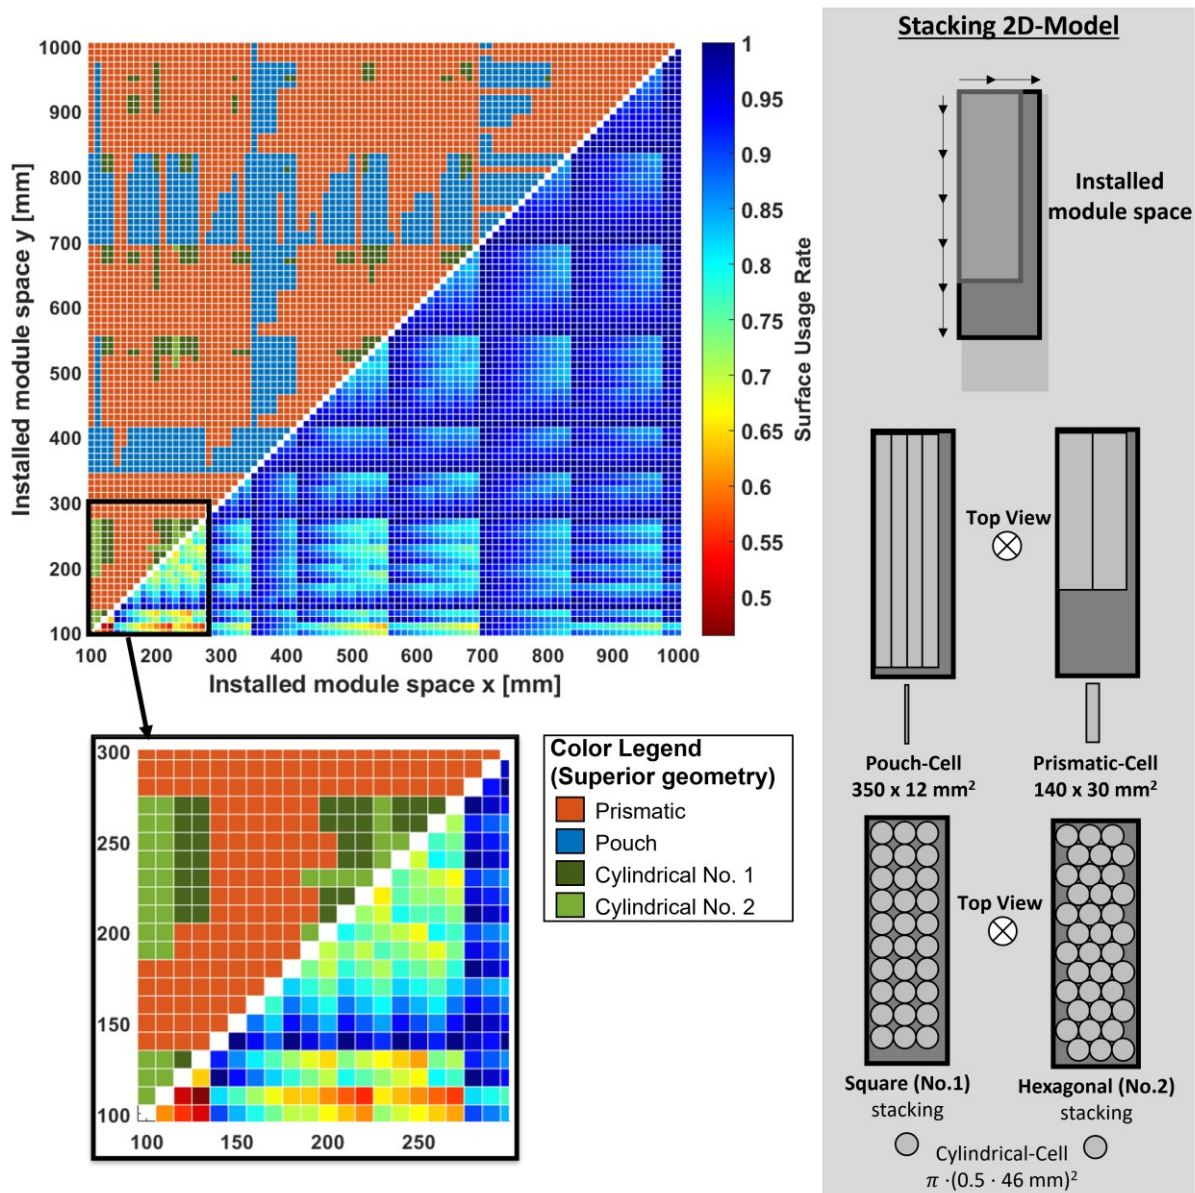 1000
900
800
700
600
500
400
300
200
100
Installed module space y [mm]
100 200 300 400 500 600 700 800 900 1000
Installed module space x [mm]
1
0.95
0.9
0.85
0.8
0.75
0.7
0.65
0.6
0.55
0.5
Surface Usage Rate
300
250
200
150
100
100 150 200 250
Color Legend
(Superior geometry)
Prismatic
Pouch
Cylindrical No. 1
Cylindrical No. 2
Stacking 2D-Model
Installed
module space
Top View
Pouch-Cell
350 x 12 mm²
Prismatic-Cell
140 x 30 mm²
Top View
Square (No.1)
stacking
Hexagonal (No.2)
stacking
Cylindrical-Cell
π ·(0.5 · 46 mm)²